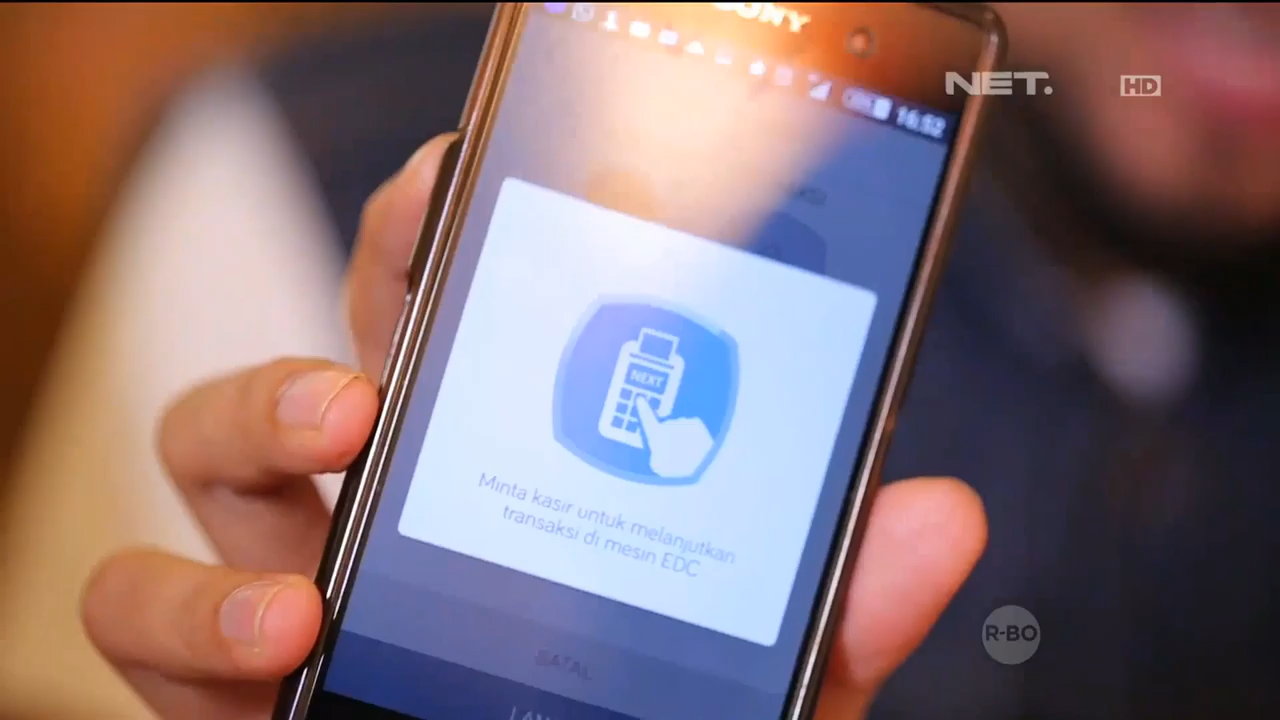 SONY
NET.
HD
16:52
NEXT
Minta kasir untuk melanjutkan
transaksi di mesin EDC
R-BO
BATAL